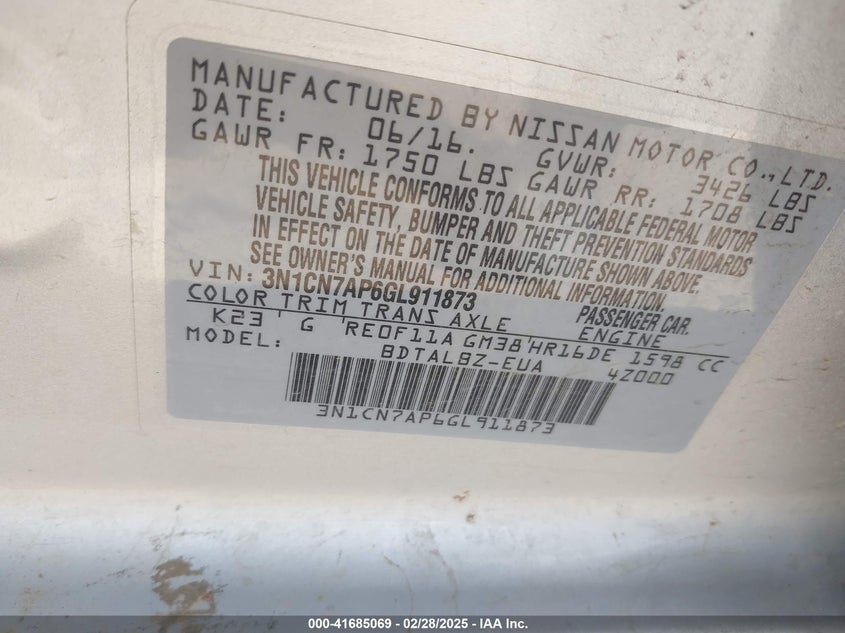 MANUFACTURED BY NISSAN MOTOR CO.,LTD.
DATE: 06/16. GVWR: 3426 LBS
GAWR FR: 1750 LBS GAWR RR: 1708 LBS
THIS VEHICLE CONFORMS TO ALL APPLICABLE FEDERAL MOTOR
VEHICLE SAFETY, BUMPER AND THEFT PREVENTION STANDARDS
IN EFFECT ON THE DATE OF MANUFACTURE SHOWN ABOVE.
SEE OWNER'S MANUAL FOR ADDITIONAL INFORMATION.
VIN: 3N1CN7AP6GL911873 PASSENGER CAR.
COLOR TRIM TRANS AXLE ENGINE
K23 G RE0F11A GM38 HR16DE 1598 CC
MODEL: BDTALBZ-EUA 4Z000
3N1CN7AP6GL911873
000-41685069 - 02/28/2025 - IAA Inc.